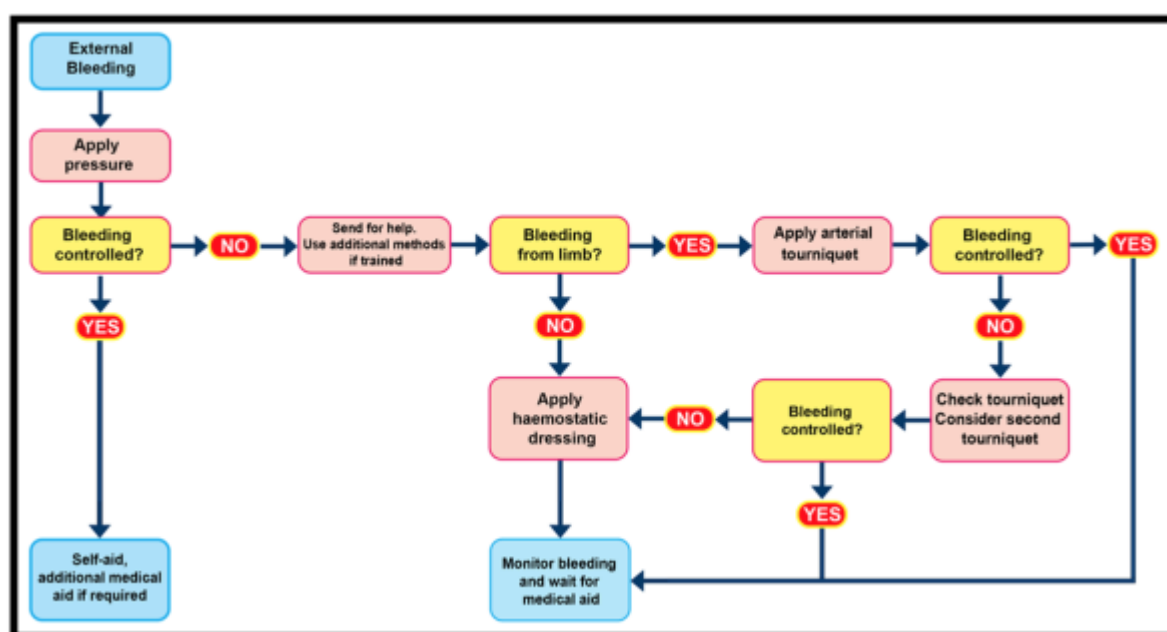 External
Bleeding
Apply
pressure
Bleeding
controlled?
NO
Send for help.
Use additional methods
if trained
Bleeding
from limb?
YES
Apply arterial
tourniquet
Bleeding
controlled?
YES
YES
NO
NO
Apply
haemostatic
dressing
NO
Bleeding
controlled?
Check tourniquet
Consider second
tourniquet
YES
Self-aid,
additional medical
aid if required
Monitor bleeding
and wait for
medical aid